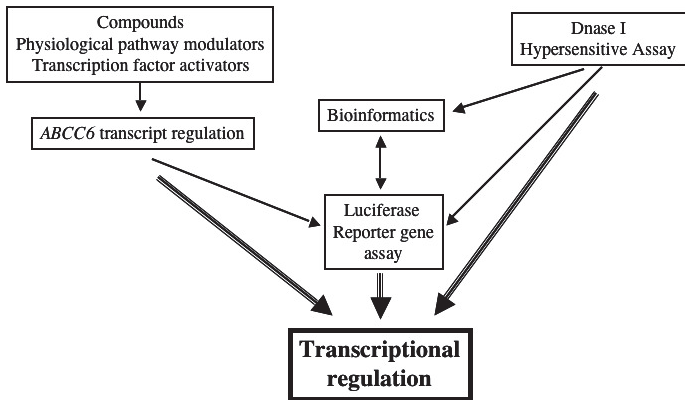 Compounds
Physiological pathway modulators
Transcription factor activators
Dnase I
Hypersensitive Assay
ABCC6 transcript regulation
Bioinformatics
Luciferase
Reporter gene
assay
Transcriptional
regulation